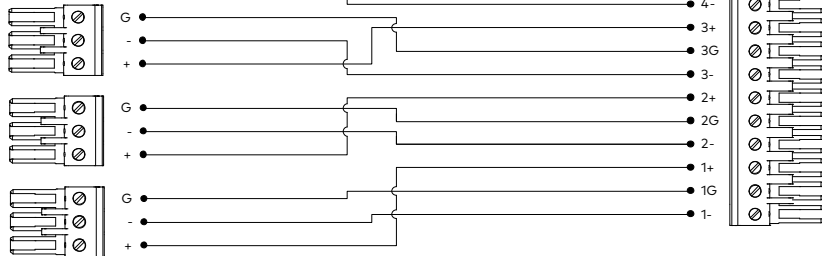 4-
G
3+
-
3G
+
3-
2+
G
2G
-
2-
+
1+
1G
G
1-
-
+